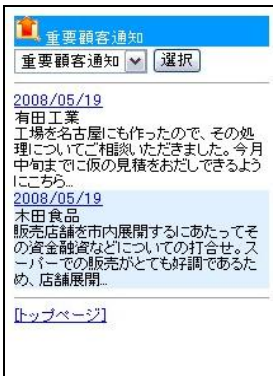 重要顧客通知
重要顧客通知 選択
2008/05/19
有田工業
工場を名古屋にも作ったので、その処
理についてご相談いただきました。今月
中旬までに仮の見積をおだしできるよう
にこちら...
2008/05/19
木田食品
販売店舗を市内展開するにあたってそ
の資金融資などについての打合せ。ス
ーパーでの販売がとても好調であるた
め、店舗展開...
[トップページ]